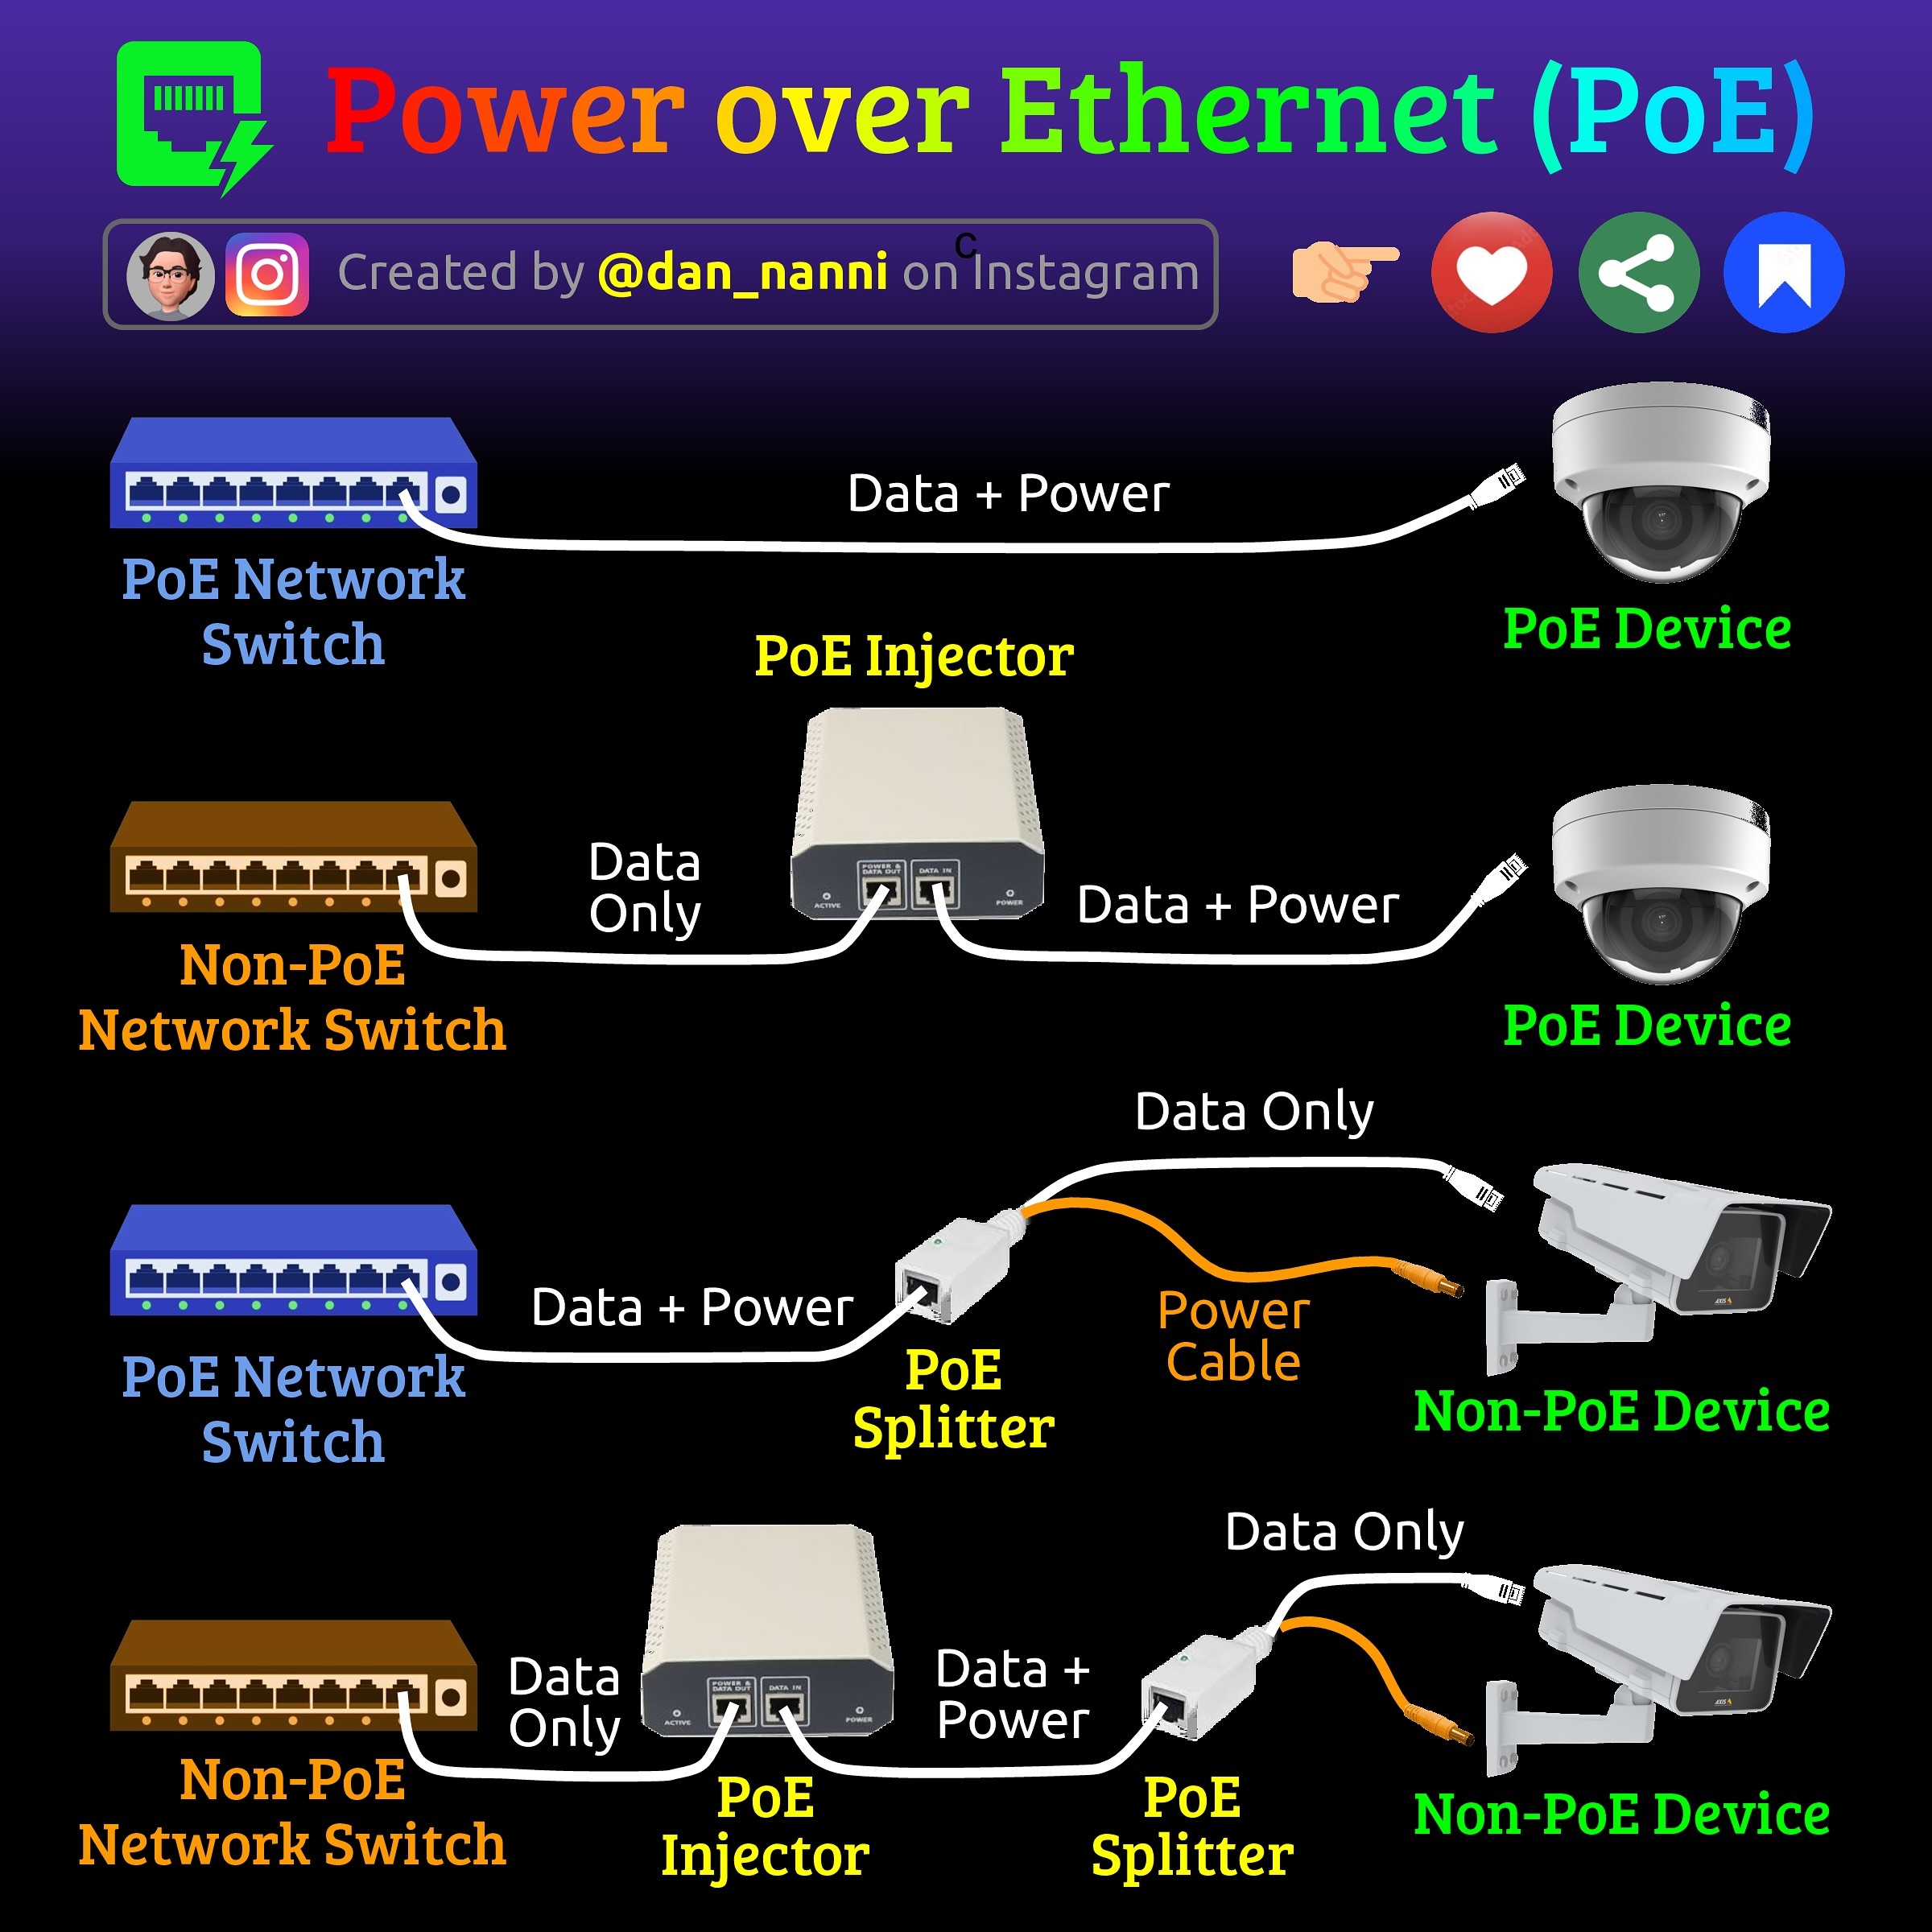 Power over Ethernet (PoE)
Created by @dan_nanni on Instagram
C
Data + Power
PoE Network
Switch
PoE Device
PoE Injector
Data
Only
POWER &
DATA OUT
DATA IN
ACTIVE
POWER
Data + Power
Non-PoE
Network Switch
PoE Device
Data Only
Data + Power
Power
Cable
AXIS
PoE Network
Switch
PoE
Splitter
Non-PoE Device
Data Only
Data
Only
POWER &
DATA OUT
DATA IN
ACTIVE
POWER
Data +
Power
AXIS
Non-PoE
Network Switch
PoE
Injector
PoE
Splitter
Non-PoE Device